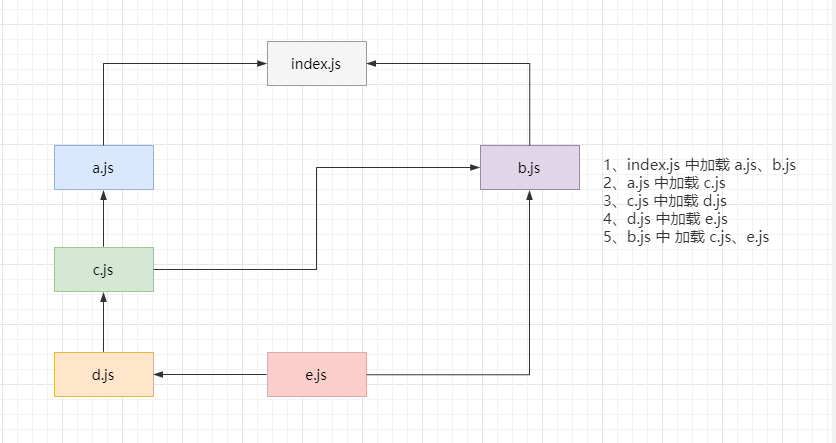 index.js
a.js
b.js
1、index.js 中加载 a.js、b.js
2、a.js 中加载 c.js
3、c.js 中加载 d.js
4、d.js 中加载 e.js
5、b.js 中 加载 c.js、e.js
c.js
d.js
e.js